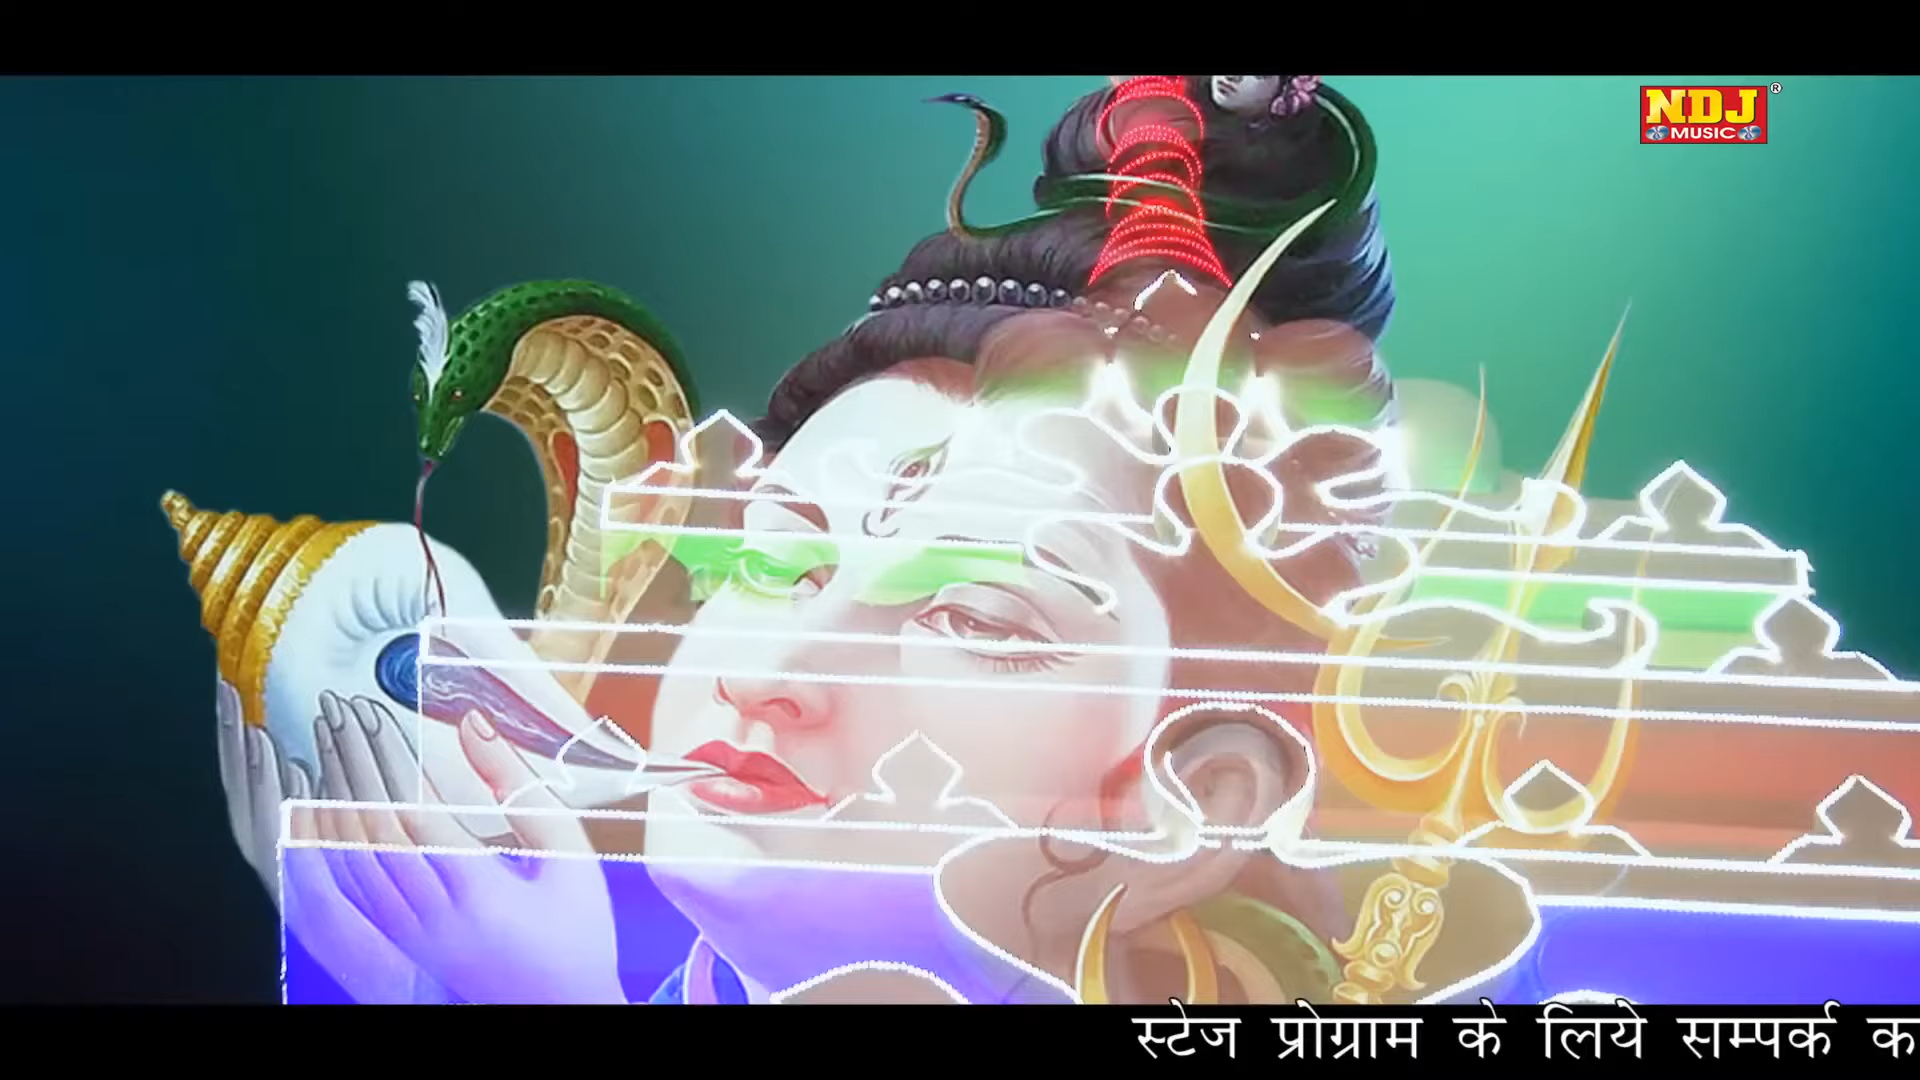 NDJ ®
MUSIC
स्टेज प्रोग्राम के लिये सम्पर्क क